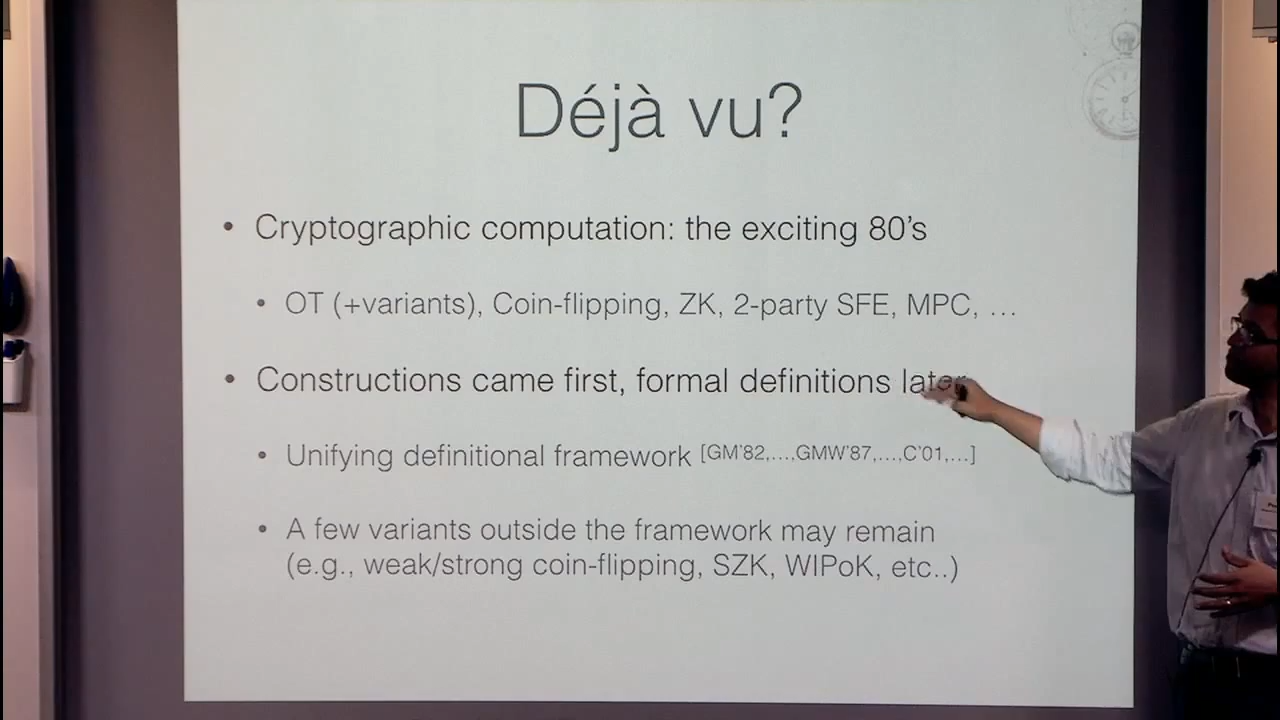 Déjà vu?
• Cryptographic computation: the exciting 80's
• OT (+variants), Coin-flipping, ZK, 2-party SFE, MPC, …
• Constructions came first, formal definitions later
• Unifying definitional framework [GM'82,...,GMW'87,...,C'01,...]
• A few variants outside the framework may remain
(e.g., weak/strong coin-flipping, SZK, WIPoK, etc..)